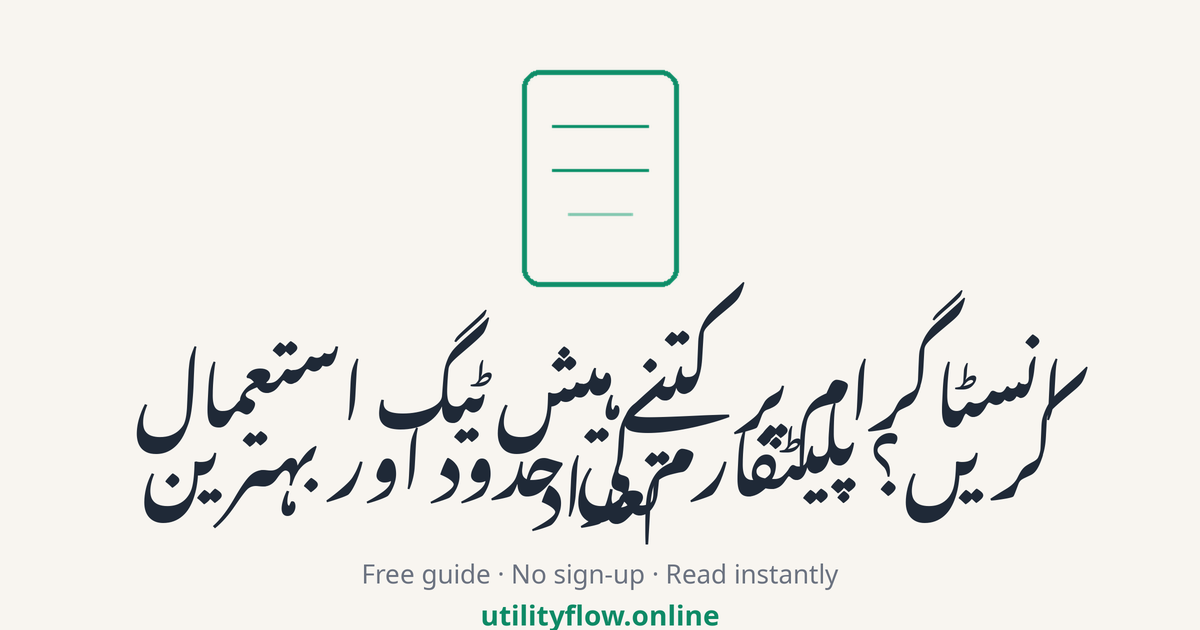 انسٹاگرام پر کتنے ہیش ٹیگ استعمال
کریں؟ پلیٹفارم کی حدود اور بہترین
تعداد
Free guide · No sign-up · Read instantly
utilityflow.online